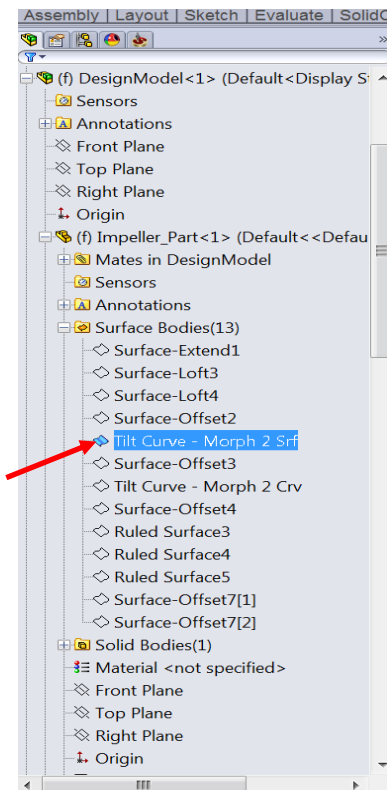 Assembly | Layout | Sketch | Evaluate | SolidC
»
(f) DesignModel<1> (Default<Display S
Sensors
Annotations
Front Plane
Top Plane
Right Plane
Origin
(f) Impeller_Part<1> (Default<<Defau
Mates in DesignModel
Sensors
Annotations
Surface Bodies(13)
Surface-Extend1
Surface-Loft3
Surface-Loft4
Surface-Offset2
Tilt Curve - Morph 2 Srf
Surface-Offset3
Tilt Curve - Morph 2 Crv
Surface-Offset4
Ruled Surface3
Ruled Surface4
Ruled Surface5
Surface-Offset7[1]
Surface-Offset7[2]
Solid Bodies(1)
Material <not specified>
Front Plane
Top Plane
Right Plane
Origin